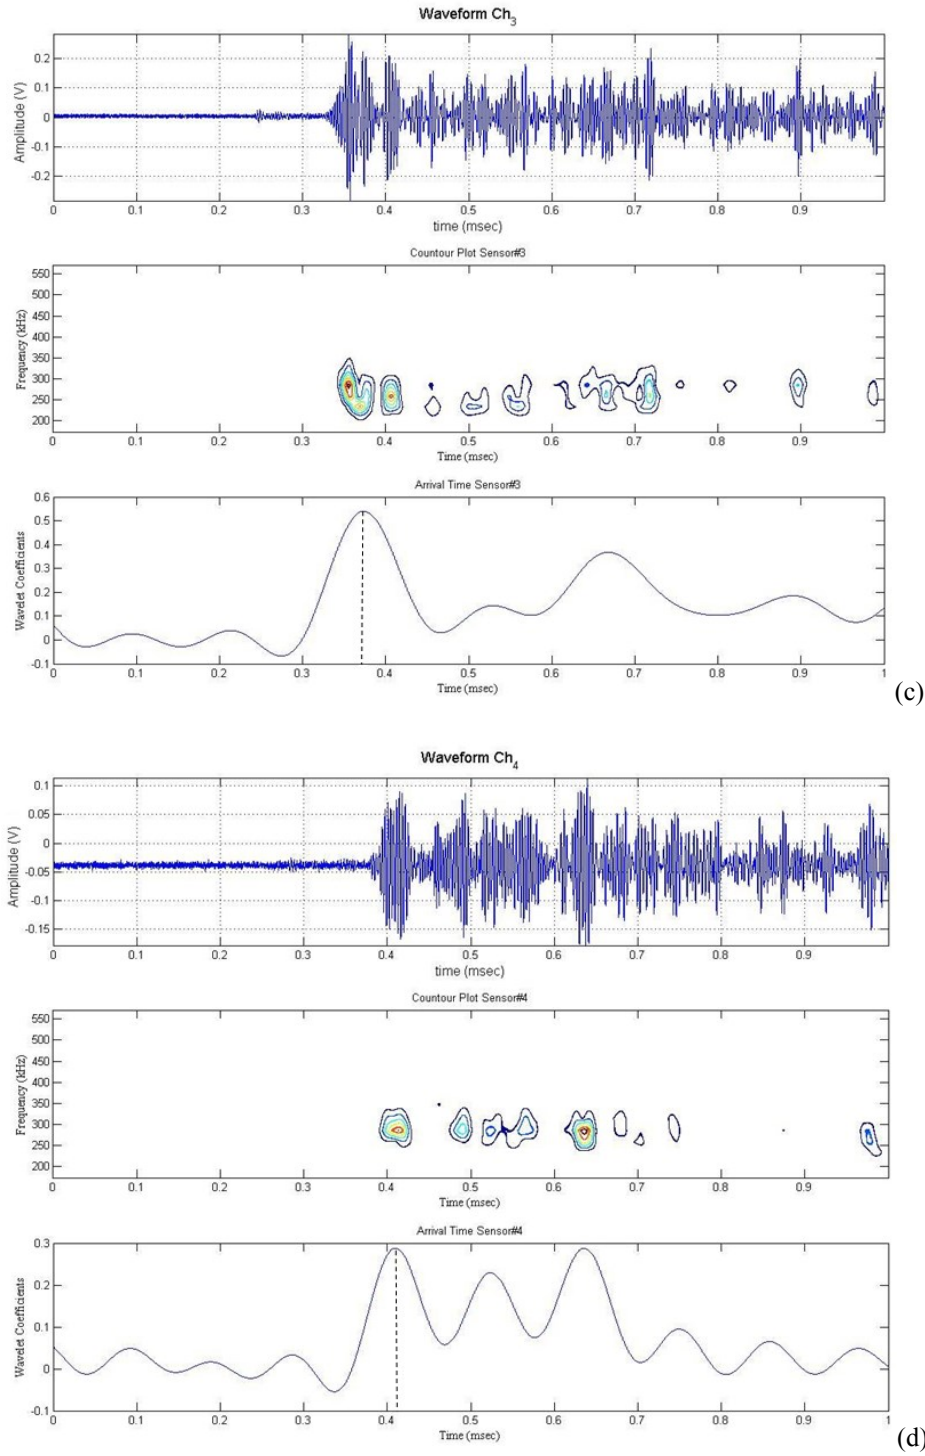 Waveform Ch3
Amplitude (V)
0.2
0.1
0
-0.1
-0.2
0 0.1 0.2 0.3 0.4 0.5 0.6 0.7 0.8 0.9
time (msec)
Countour Plot Sensor#3
Frequency (kHz)
550
500
450
400
350
300
250
200
0 0.1 0.2 0.3 0.4 0.5 0.6 0.7 0.8 0.9
Time (msec)
Arrival Time Sensor#3
Wavelet Coefficients
0.6
0.5
0.4
0.3
0.2
0.1
0
-0.1
0 0.1 0.2 0.3 0.4 0.5 0.6 0.7 0.8 0.9 1
Time (msec)
(c)
Waveform Ch4
Amplitude (V)
0.1
0.05
0
-0.05
-0.1
-0.15
0 0.1 0.2 0.3 0.4 0.5 0.6 0.7 0.8 0.9
time (msec)
Countour Plot Sensor#4
Frequency (kHz)
550
500
450
400
350
300
250
200
0 0.1 0.2 0.3 0.4 0.5 0.6 0.7 0.8 0.9
Time (msec)
Arrival Time Sensor#4
Wavelet Coefficients
0.3
0.2
0.1
0
-0.1
0 0.1 0.2 0.3 0.4 0.5 0.6 0.7 0.8 0.9 1
Time (msec)
(d)